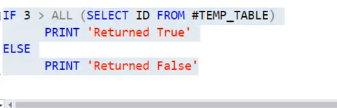 IF 3 > ALL (SELECT ID FROM #TEMP_TABLE)
PRINT 'Returned True'
ELSE
PRINT 'Returned False'